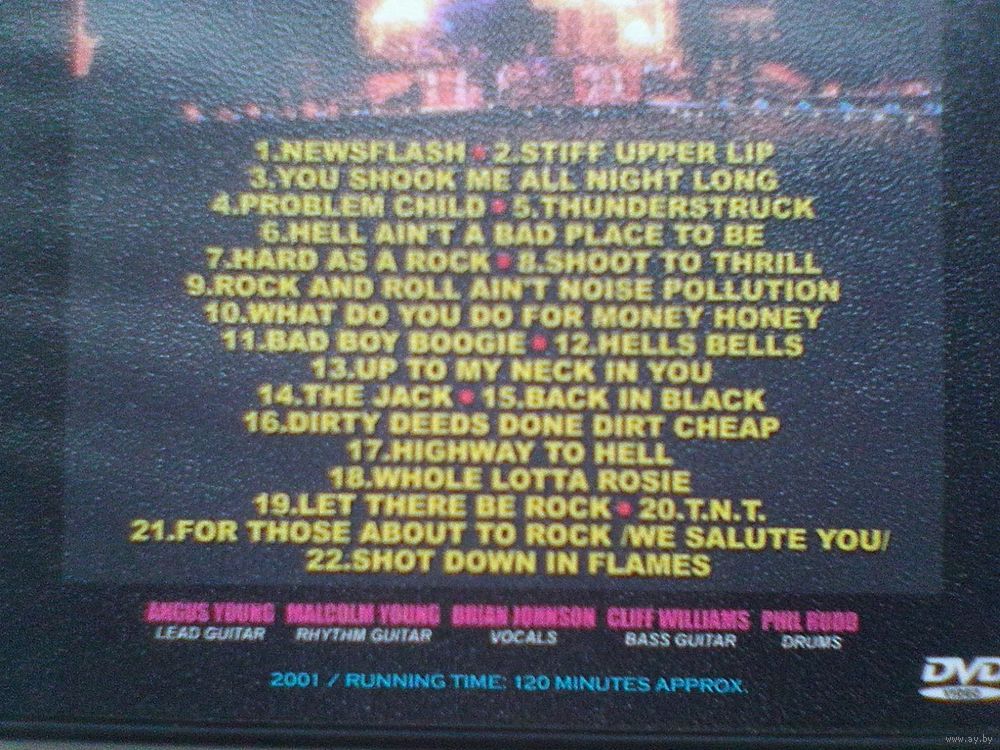 1.NEWSFLASH • 2.STIFF UPPER LIP
3.YOU SHOOK ME ALL NIGHT LONG
4.PROBLEM CHILD • 5.THUNDERSTRUCK
6.HELL AIN'T A BAD PLACE TO BE
7.HARD AS A ROCK • 8.SHOOT TO THRILL
9.ROCK AND ROLL AIN'T NOISE POLLUTION
10.WHAT DO YOU DO FOR MONEY HONEY
11.BAD BOY BOOGIE • 12.HELLS BELLS
13.UP TO MY NECK IN YOU
14.THE JACK • 15.BACK IN BLACK
16.DIRTY DEEDS DONE DIRT CHEAP
17.HIGHWAY TO HELL
18.WHOLE LOTTA ROSIE
19.LET THERE BE ROCK • 20.T.N.T.
21.FOR THOSE ABOUT TO ROCK /WE SALUTE YOU/
22.SHOT DOWN IN FLAMES
ANGUS YOUNG MALCOLM YOUNG BRIAN JOHNSON CLIFF WILLIAMS PHIL RUDD
LEAD GUITAR RHYTHM GUITAR VOCALS BASS GUITAR DRUMS
2001 / RUNNING TIME: 120 MINUTES APPROX.
DVD
VIDEO
www.ay.by